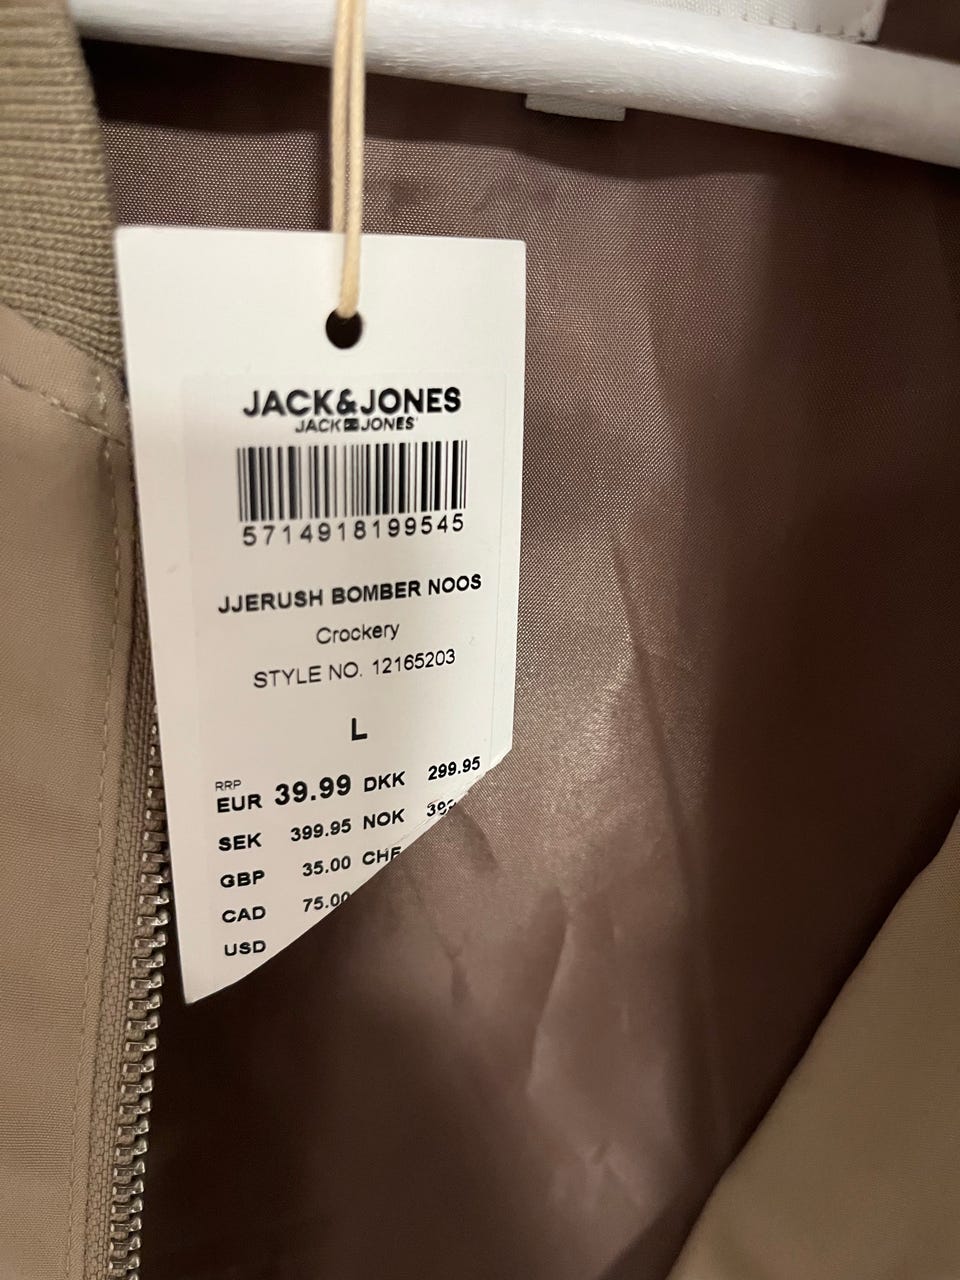 JACK&JONES
JACK JONES
5714918199545
JJERUSH BOMBER NOOS
Crockery
STYLE NO. 12165203
L
RRP
EUR 39.99 DKK 299.95
SEK 399.95 NOK
GBP 35.00 CHF
CAD 75.00
USD